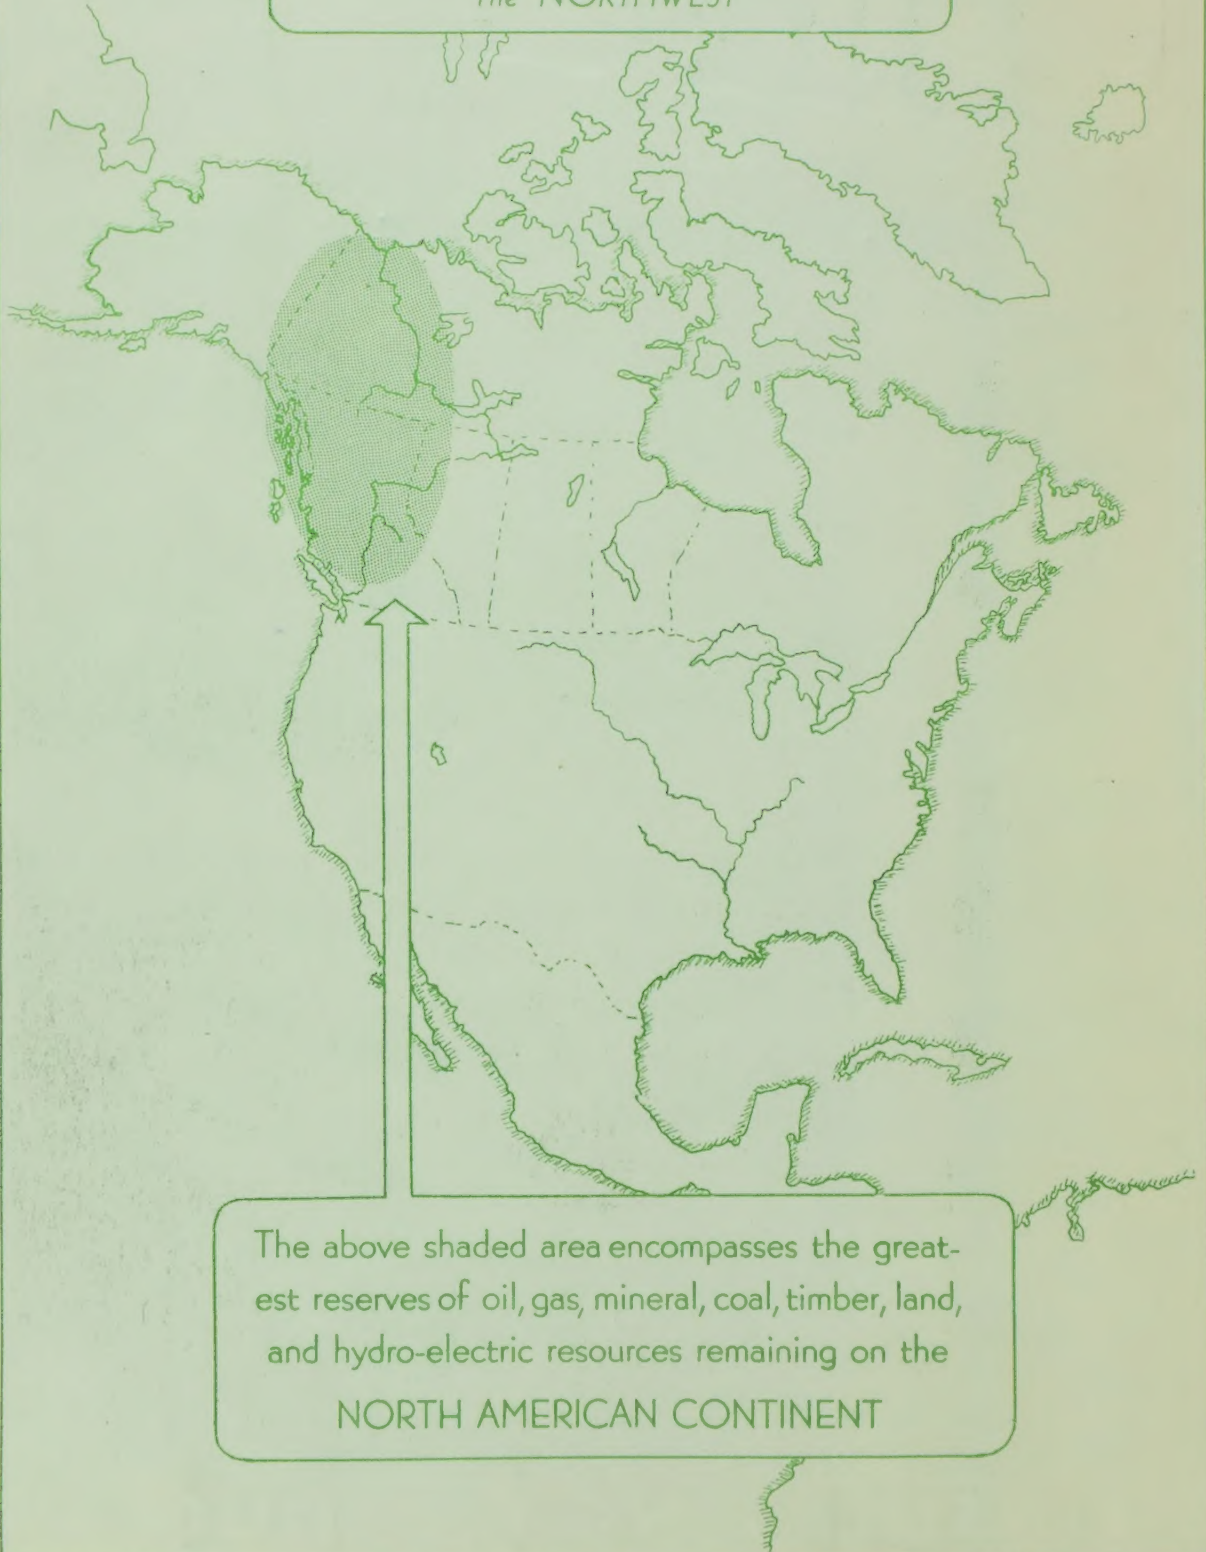 the NORTHWEST
The above shaded area encompasses the great-
est reserves of oil, gas, mineral, coal, timber, land,
and hydro-electric resources remaining on the
NORTH AMERICAN CONTINENT